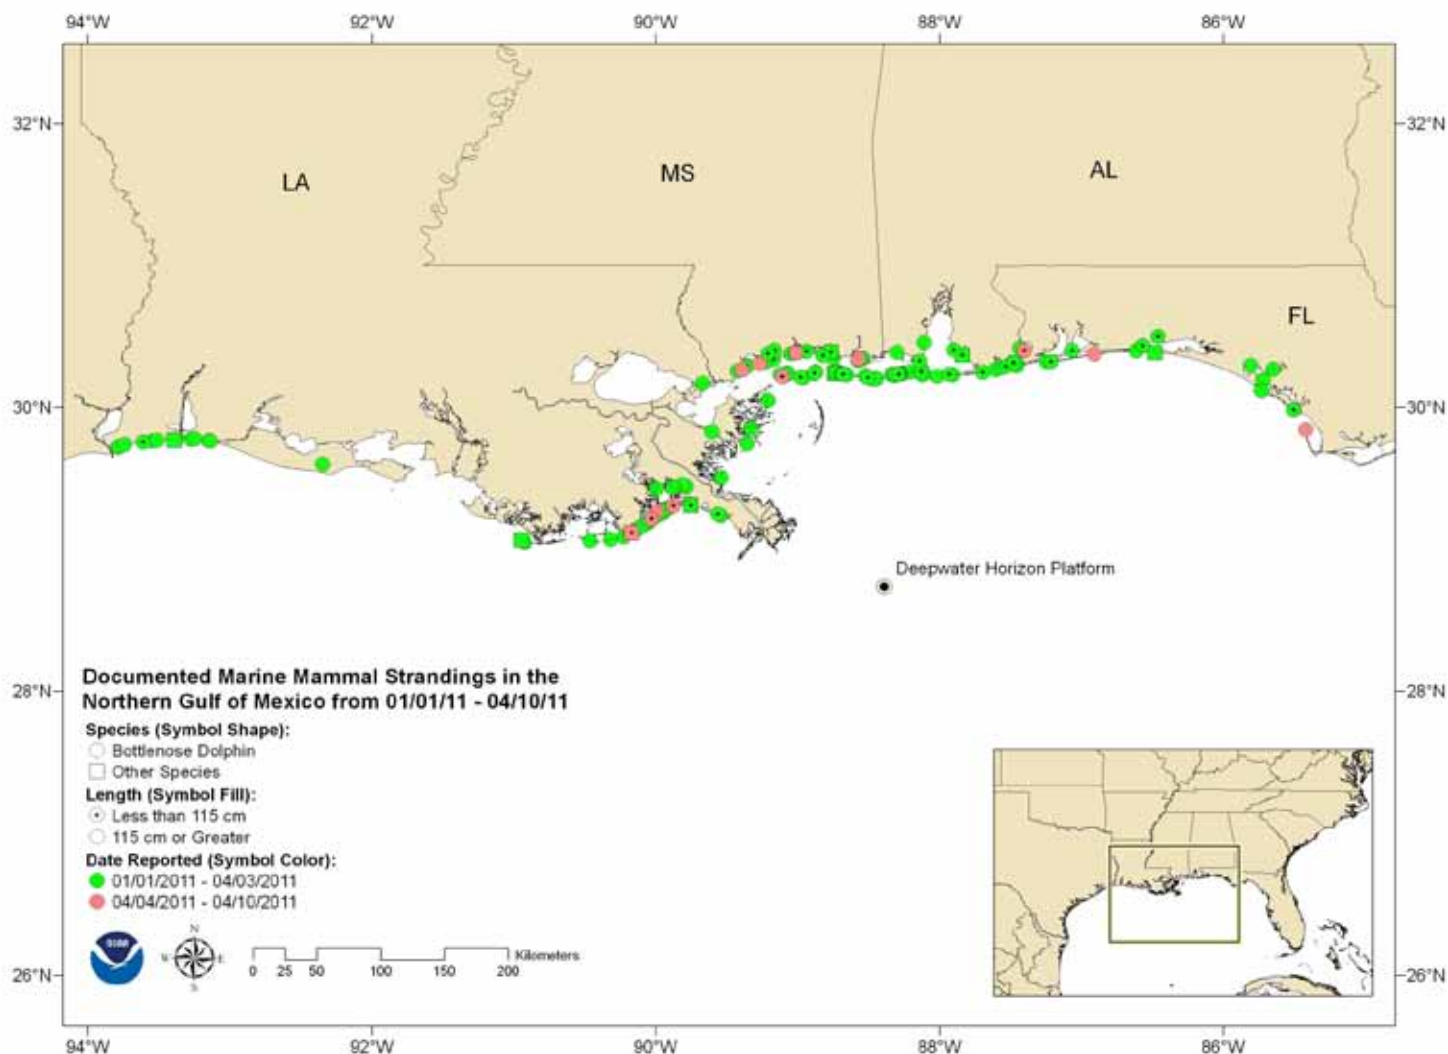 94°W 92°W 90°W 88°W 86°W
32°N 32°N
LA MS AL
FL
30°N 30°N
Deepwater Horizon Platform
28°N 28°N
Documented Marine Mammal Strandings in the
Northern Gulf of Mexico from 01/01/11 - 04/10/11
Species (Symbol Shape):
Bottlenose Dolphin
Other Species
Length (Symbol Fill):
Less than 115 cm
115 cm or Greater
Date Reported (Symbol Color):
01/01/2011 - 04/03/2011
04/04/2011 - 04/10/2011
NOAA
N
W E
S
Kilometers
0 25 50 100 150 200
26°N 26°N
94°W 92°W 90°W 88°W 86°W